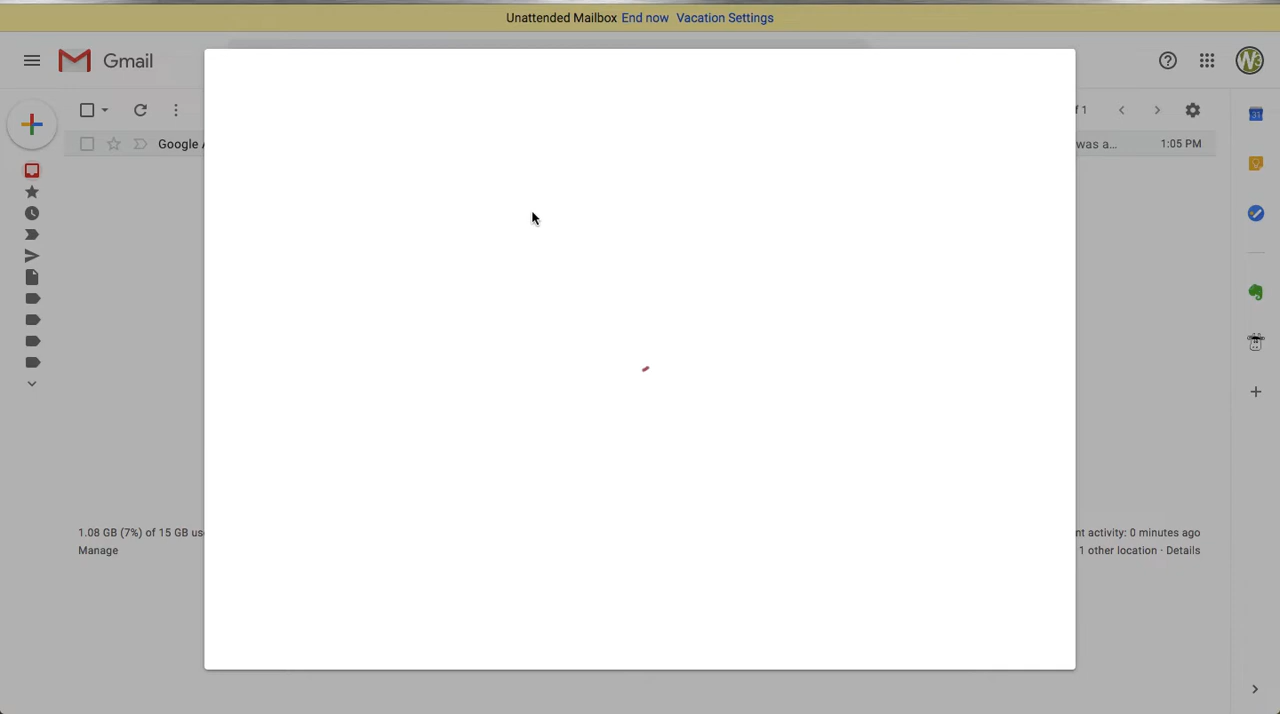 Unattended Mailbox End now Vacation Settings
Gmail
f 1
Google
was a... 1:05 PM
31
1.08 GB (7%) of 15 GB us
nt activity: 0 minutes ago
Manage
1 other location · Details